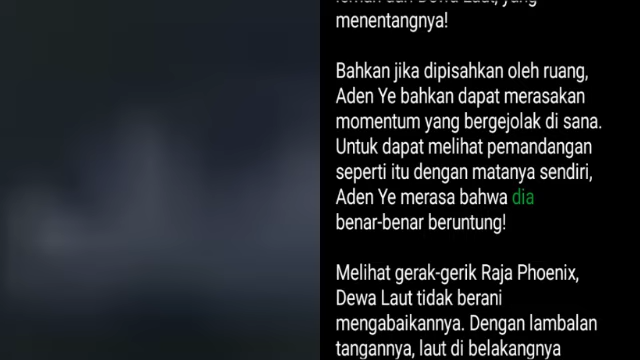 menentangnya!
Bahkan jika dipisahkan oleh ruang,
Aden Ye bahkan dapat merasakan
momentum yang bergejolak di sana.
Untuk dapat melihat pemandangan
seperti itu dengan matanya sendiri,
Aden Ye merasa bahwa dia
benar-benar beruntung!
Melihat gerak-gerik Raja Phoenix,
Dewa Laut tidak berani
mengabaikannya. Dengan lambaian
tangannya, laut di belakangnya